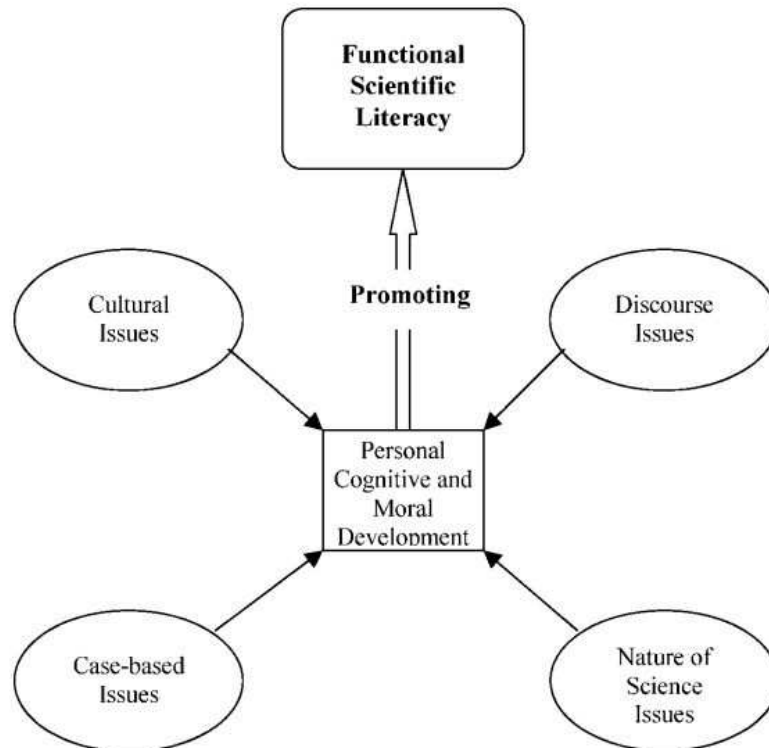 Functional
Scientific
Literacy
Promoting
Cultural
Issues
Discourse
Issues
Personal
Cognitive and
Moral
Development
Case-based
Issues
Nature of
Science
Issues